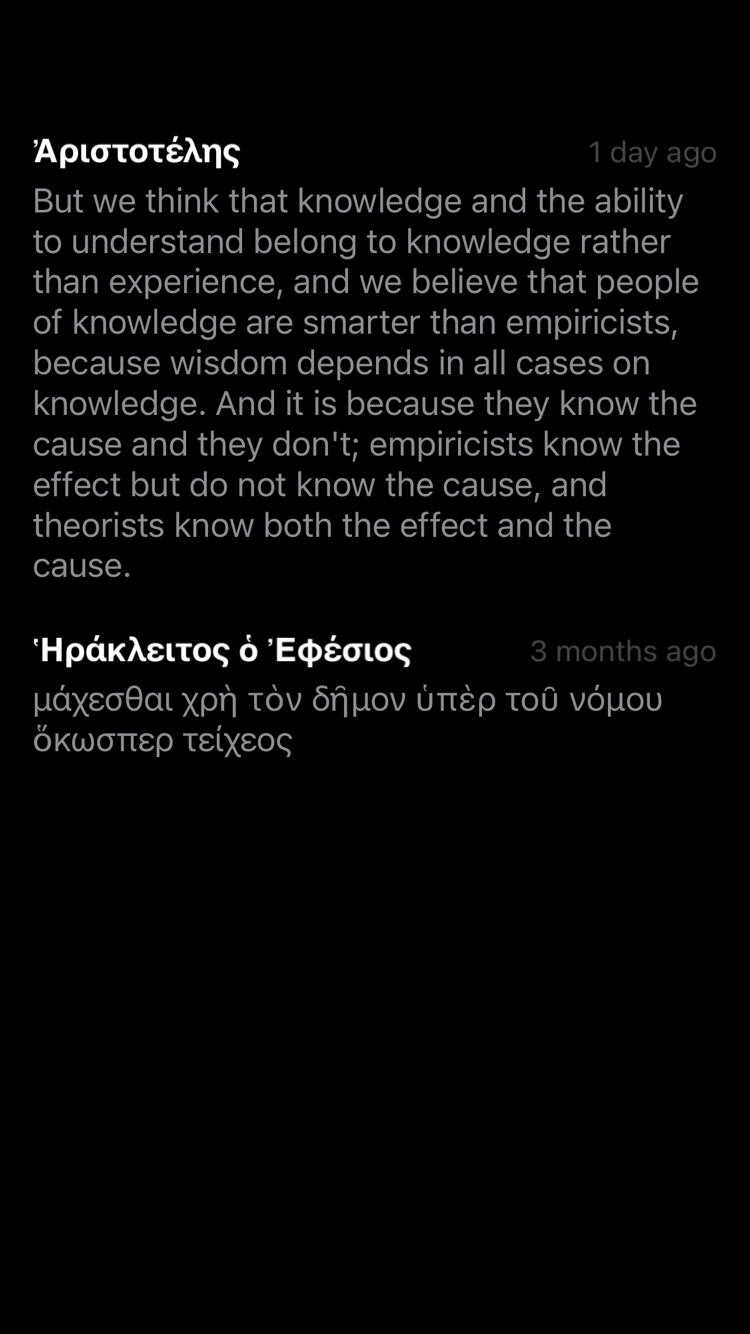 Ἀριστοτέλης 1 day ago
But we think that knowledge and the ability
to understand belong to knowledge rather
than experience, and we believe that people
of knowledge are smarter than empiricists,
because wisdom depends in all cases on
knowledge. And it is because they know the
cause and they don't; empiricists know the
effect but do not know the cause, and
theorists know both the effect and the
cause.
Ἡράκλειτος ὁ Ἐφέσιος 3 months ago
μάχεσθαι χρὴ τὸν δῆμον ὑπὲρ τοῦ νόμου
ὅκωσπερ τείχεος